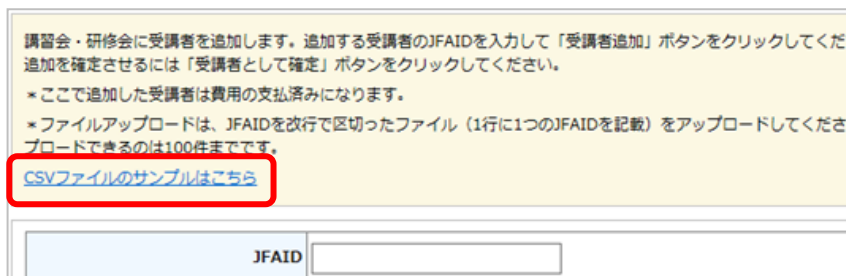 講習会・研修会に受講者を追加します。追加する受講者のJFAIDを入力して「受講者追加」ボタンをクリックしてくだ
追加を確定させるには「受講者として確定」ボタンをクリックしてください。
*ここで追加した受講者は費用の支払済みになります。
*ファイルアップロードは、JFAIDを改行で区切ったファイル（1行に1つのJFAIDを記載）をアップロードしてくださ
プロードできるのは100件までです。
CSVファイルのサンプルはこちら
JFAID